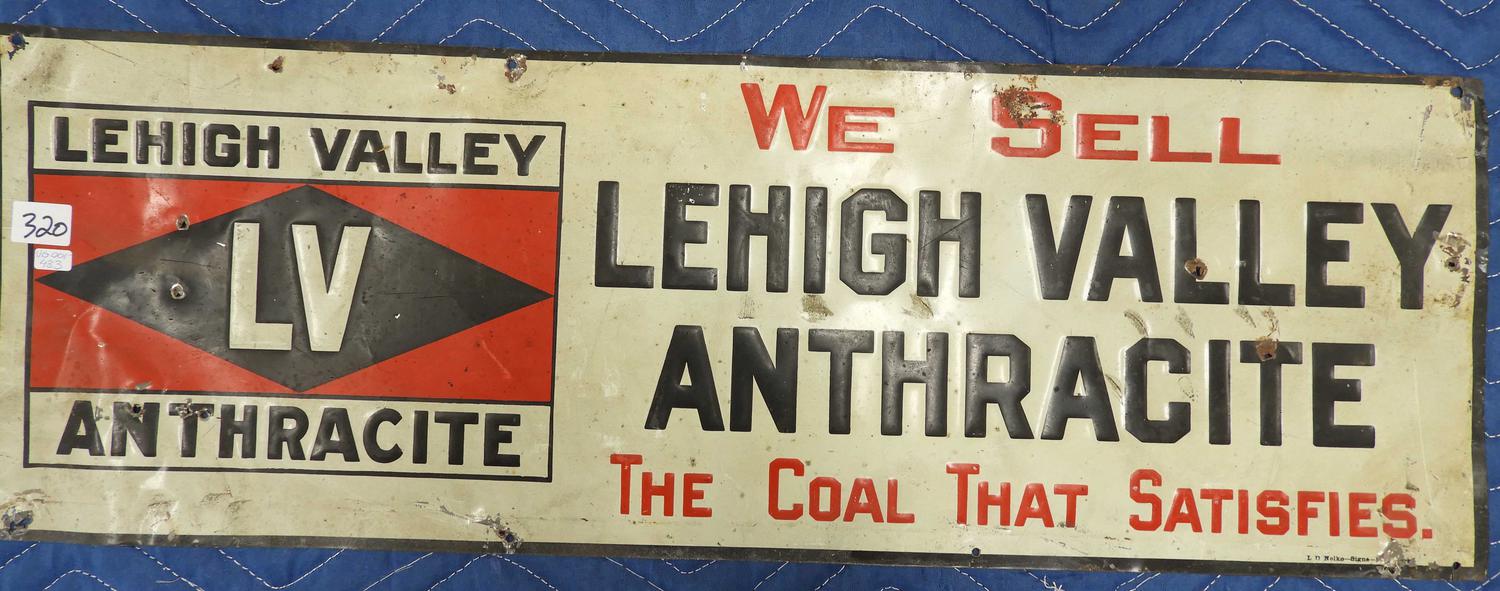 LEHIGH VALLEY
LV
ANTHRACITE
320
WE SELL
LEHIGH VALLEY
ANTHRACITE
THE COAL THAT SATISFIES.